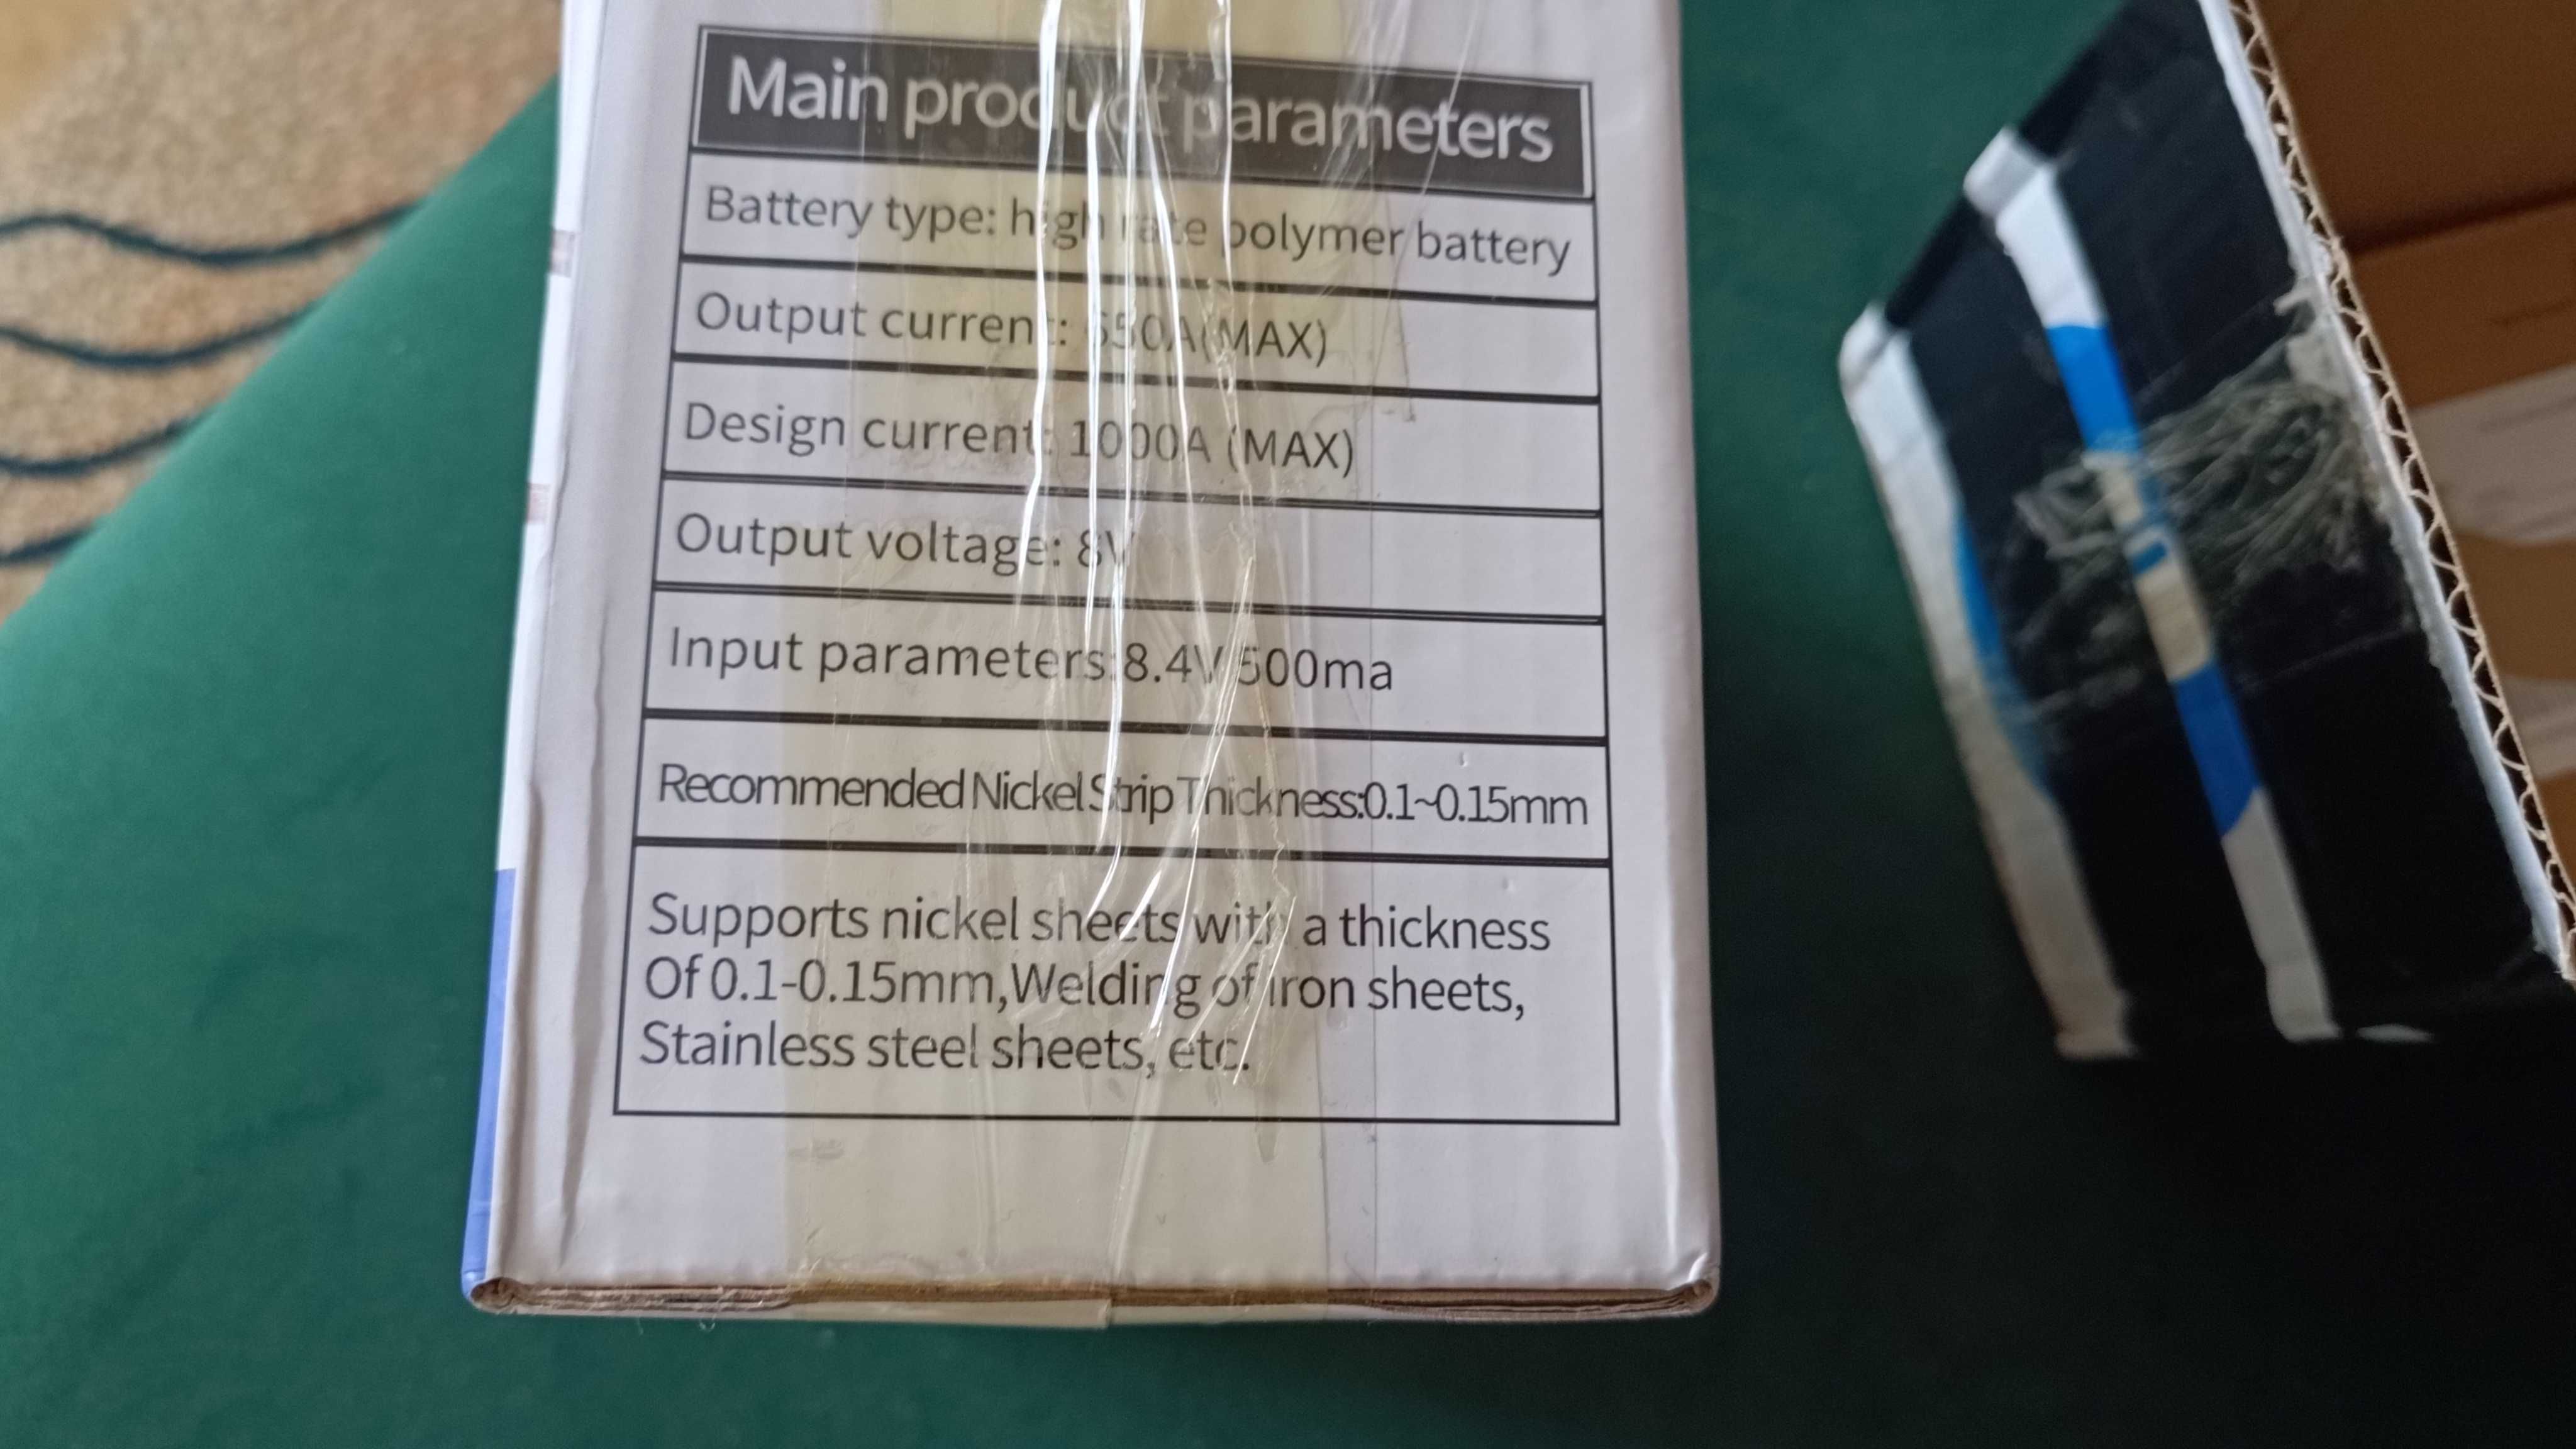 Main product parameters
Battery type: high rate polymer battery
Output current: 650A(MAX)
Design current: 1000A (MAX)
Output voltage: 8V
Input parameters:8.4V 500ma
Recommended Nickel Strip Thickness:0.1~0.15mm
Supports nickel sheets with a thickness
Of 0.1-0.15mm,Welding of iron sheets,
Stainless steel sheets, etc.